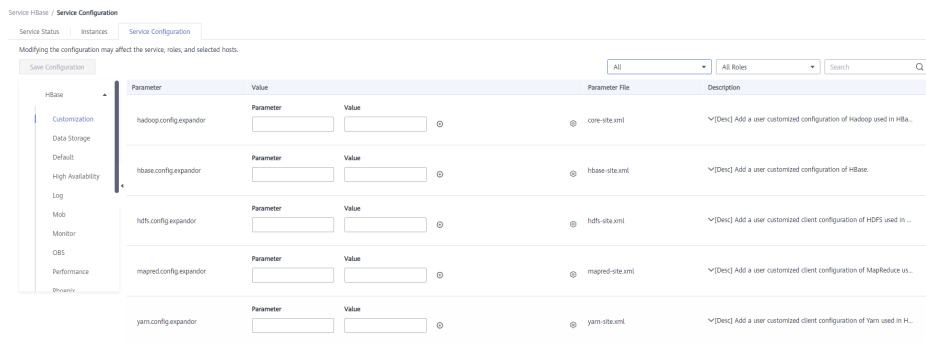 Service HBase / Service Configuration
Service Status Instances Service Configuration
Modifying the configuration may affect the service, roles, and selected hosts.
Save Configuration All All Roles Search
HBase
Customization
Data Storage
Default
High Availability
Log
Mob
Monitor
OBS
Performance
Phoenix
Parameter Value Parameter File Description
Parameter Value
hadoop.config.expandor core-site.xml [Desc] Add a user customized configuration of Hadoop used in HBa...
Parameter Value
hbase.config.expandor hbase-site.xml [Desc] Add a user customized configuration of HBase.
Parameter Value
hdfs.config.expandor hdfs-site.xml [Desc] Add a user customized client configuration of HDFS used in ...
Parameter Value
mapred.config.expandor mapred-site.xml [Desc] Add a user customized client configuration of MapReduce us...
Parameter Value
yarn.config.expandor yarn-site.xml [Desc] Add a user customized client configuration of Yarn used in H...